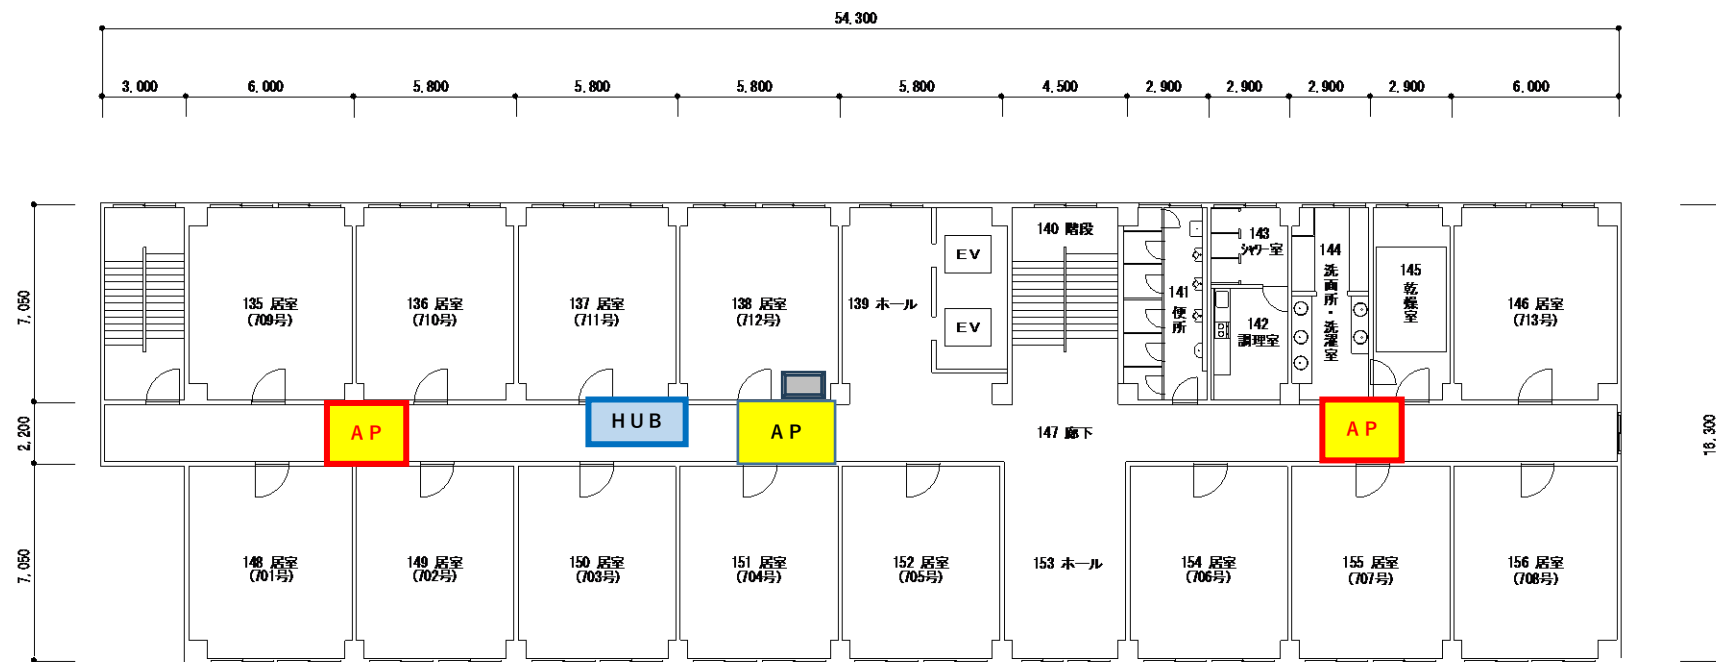 54,300
3,000 6,000 5,800 5,800 5,800 5,800 4,500 2,900 2,900 2,900 2,900 6,000
7,050
2,200
7,050
16,300
135 居室
(709号)
136 居室
(710号)
137 居室
(711号)
138 居室
(712号)
139 ホール
EV
EV
140 階段
141
便所
143
シャワー室
142
調理室
144
洗面所・洗濯室
145
乾燥室
146 居室
(713号)
AP
HUB
AP
147 廊下
AP
148 居室
(701号)
149 居室
(702号)
150 居室
(703号)
151 居室
(704号)
152 居室
(705号)
153 ホール
154 居室
(706号)
155 居室
(707号)
156 居室
(708号)